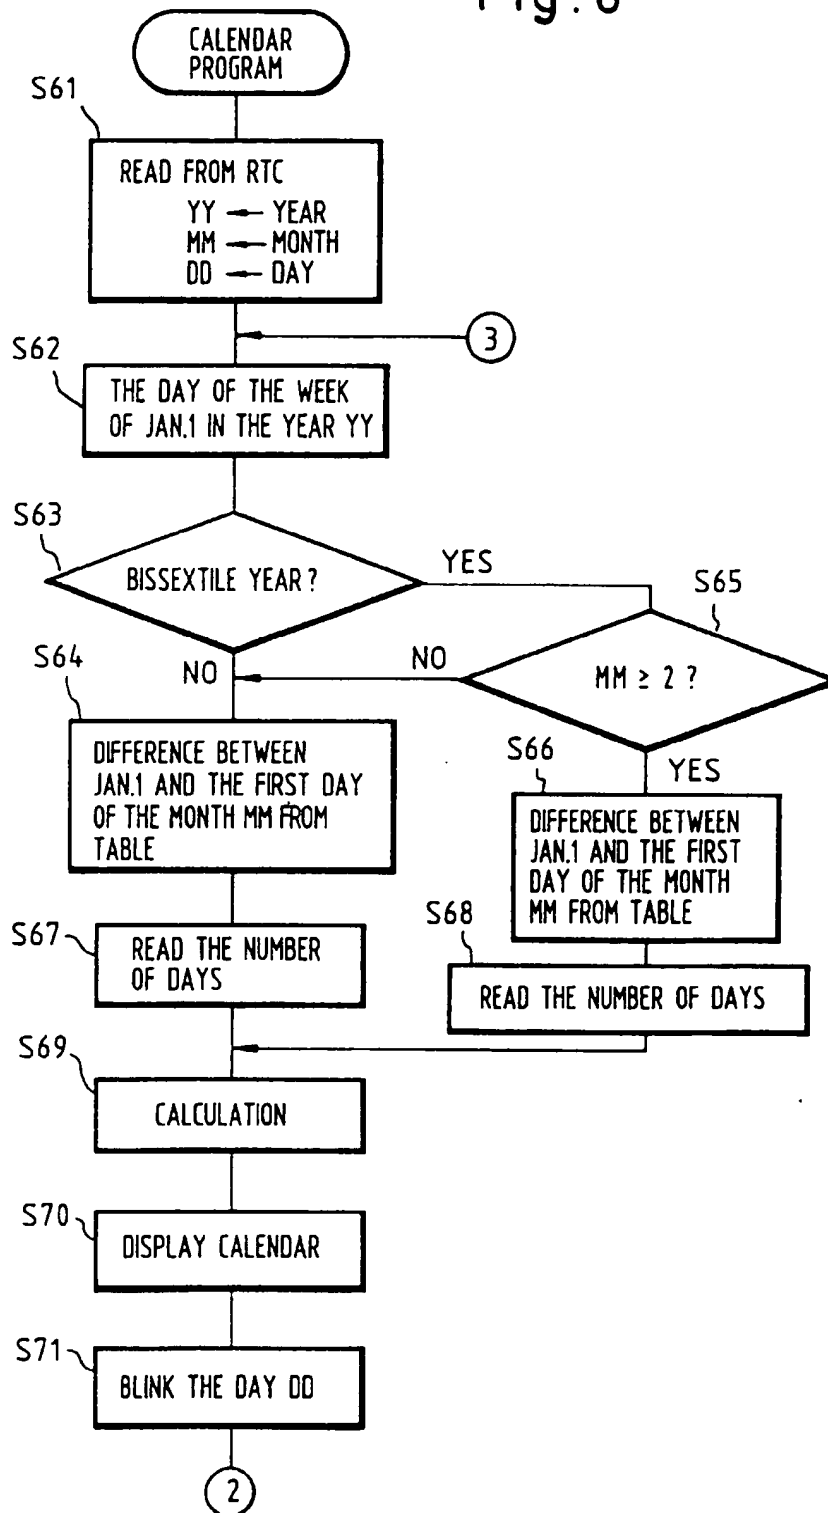 CALENDAR
PROGRAM
S61
READ FROM RTC
YY ← YEAR
MM ← MONTH
DD ← DAY
3
S62
THE DAY OF THE WEEK
OF JAN.1 IN THE YEAR YY
S63
BISSEXTILE YEAR?
YES
S65
MM ≥ 2 ?
NO
S64
NO
DIFFERENCE BETWEEN
JAN.1 AND THE FIRST DAY
OF THE MONTH MM FROM
TABLE
S66
YES
DIFFERENCE BETWEEN
JAN.1 AND THE FIRST
DAY OF THE MONTH
MM FROM TABLE
S67
READ THE NUMBER
OF DAYS
S68
READ THE NUMBER OF DAYS
S69
CALCULATION
S70
DISPLAY CALENDAR
S71
BLINK THE DAY DD
2